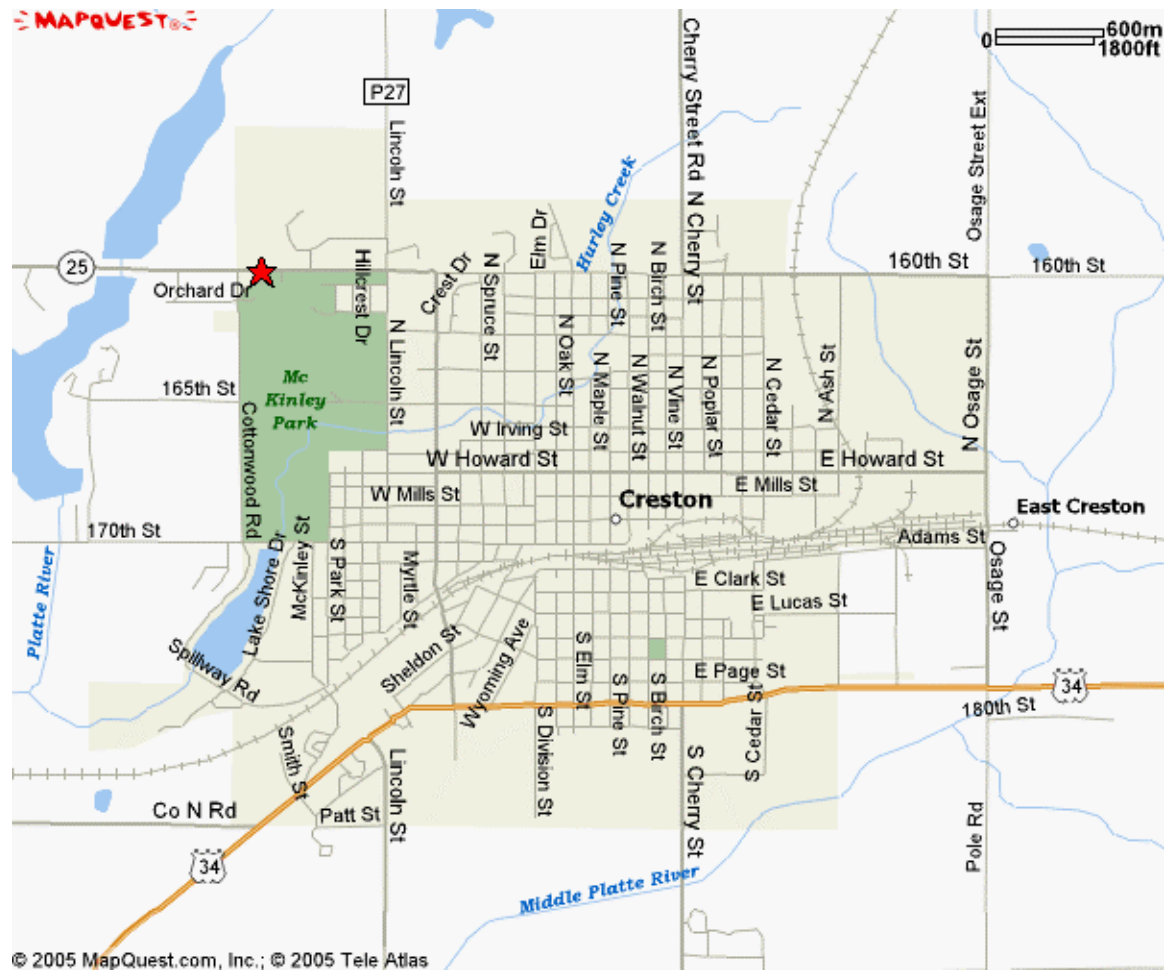 MAPQUEST
600m
0
1800ft
P27
Lincoln St
Cherry Street Rd
N Cherry St
Osage Street Ext
Hurley Creek
Elm Dr
25
Orchard Dr
Hillcrest Dr
Crest Dr
N Spruce St
N Pine St
N Birch St
160th St
160th St
N Lincoln St
N Oak St
N Maple St
N Walnut St
N Vine St
N Poplar St
N Cedar St
N Ash St
N Osage St
165th St
Mc
Kinley
Park
Cottonwood Rd
W Irving St
W Howard St
E Howard St
W Mills St
E Mills St
Creston
East Creston
170th St
Adams St
Platte River
Lake Shore Dr
McKinley St
S Park St
Myrtle St
E Clark St
E Lucas St
Osage St
Spillway Rd
Sheldon St
Wyoming Ave
S Elm St
S Pine St
S Birch St
E Page St
34
180th St
S Division St
S Cedar St
Smith St
Lincoln St
S Cherry St
Co N Rd
Patt St
Pole Rd
34
Middle Platte River
© 2005 MapQuest.com, Inc.; © 2005 Tele Atlas